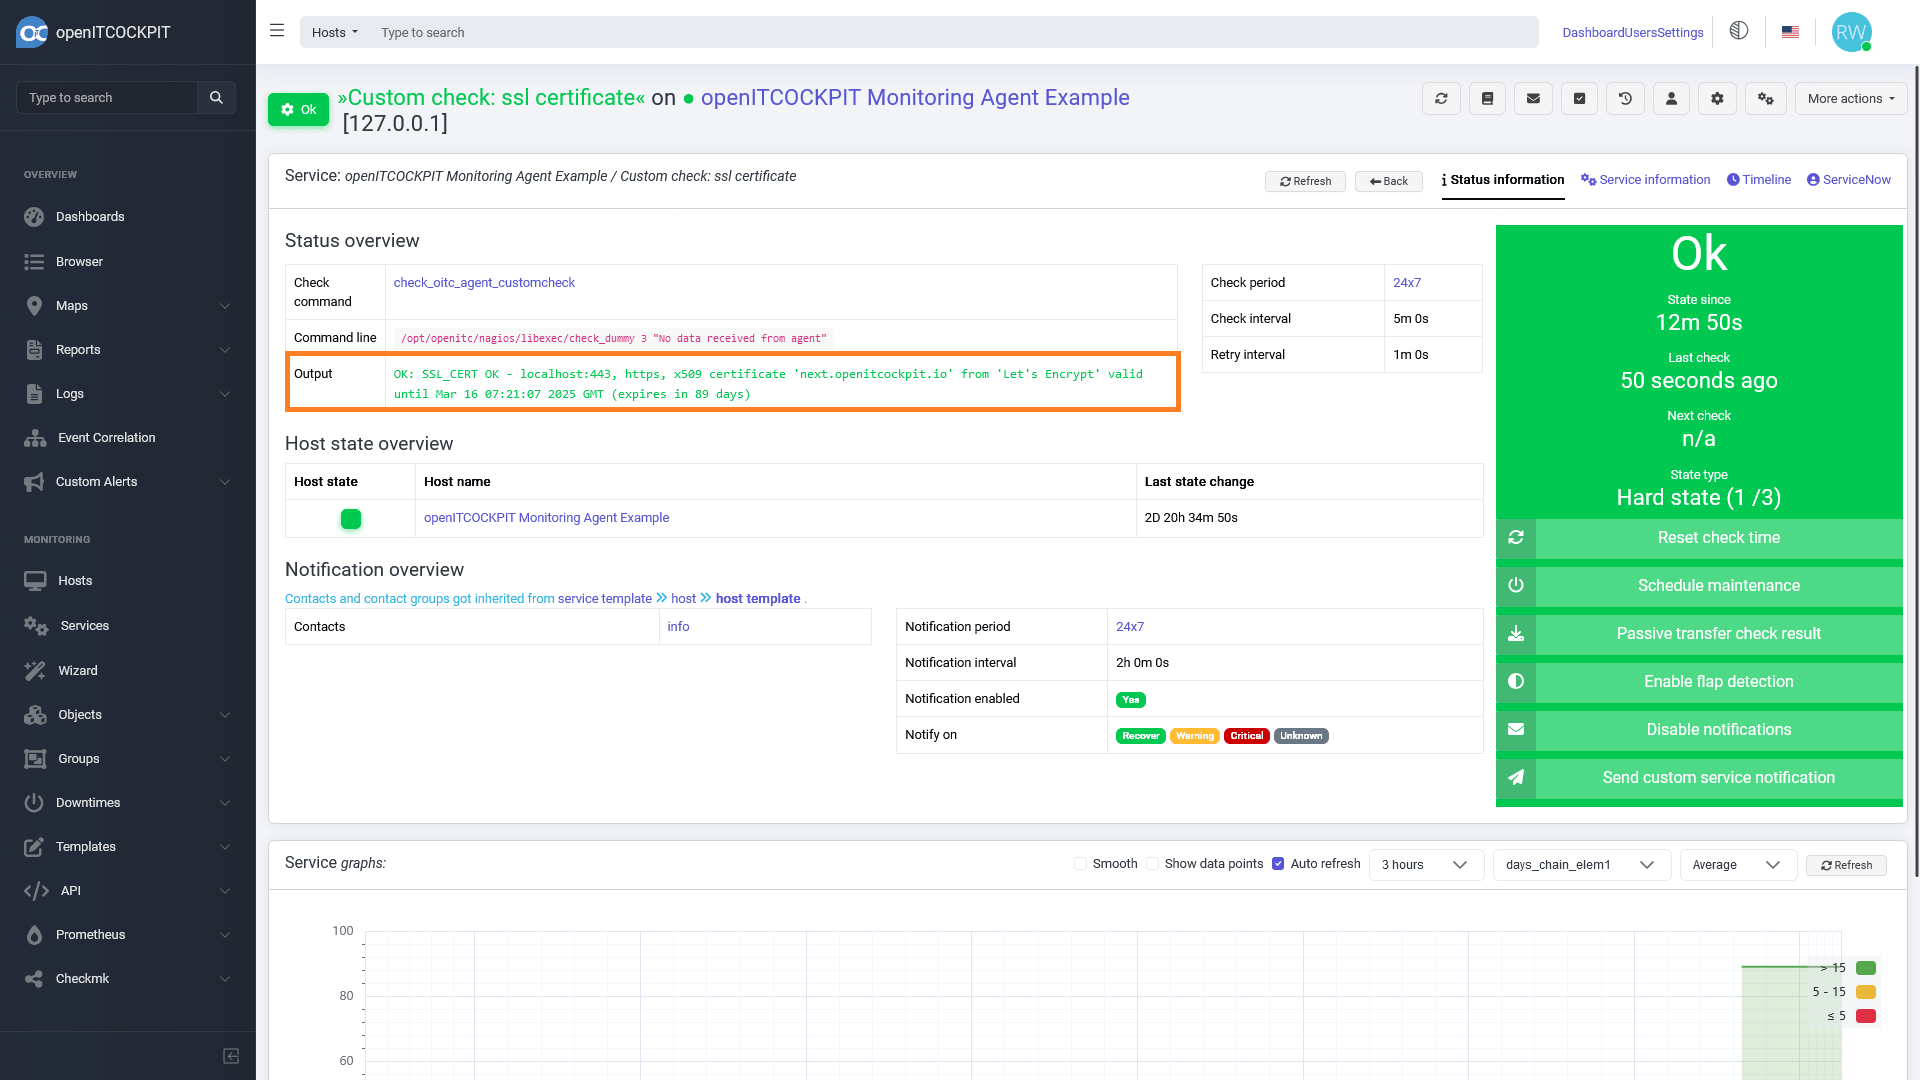 openITCOCKPIT
Hosts
Type to search
DashboardUsersSettings
RW
Type to search
OVERVIEW
Dashboards
Browser
Maps
Reports
Logs
Event Correlation
Custom Alerts
MONITORING
Hosts
Services
Wizard
Objects
Groups
Downtimes
Templates
API
Prometheus
Checkmk
Ok
»Custom check: ssl certificate« on ● openITCOCKPIT Monitoring Agent Example
[127.0.0.1]
More actions
Service: openITCOCKPIT Monitoring Agent Example / Custom check: ssl certificate
Refresh
Back
Status information
Service information
Timeline
ServiceNow
Status overview
Check command
check_oitc_agent_customcheck
Command line
/opt/openitc/nagios/libexec/check_dummy 3 "No data received from agent"
Output
OK: SSL_CERT OK - localhost:443, https, x509 certificate 'next.openitcockpit.io' from 'Let's Encrypt' valid
until Mar 16 07:21:07 2025 GMT (expires in 89 days)
Check period
24x7
Check interval
5m 0s
Retry interval
1m 0s
Host state overview
Host state
Host name
Last state change
openITCOCKPIT Monitoring Agent Example
2D 20h 34m 50s
Notification overview
Contacts and contact groups got inherited from service template » host » host template .
Contacts
info
Notification period
24x7
Notification interval
2h 0m 0s
Notification enabled
Yes
Notify on
Recover
Warning
Critical
Unknown
Ok
State since
12m 50s
Last check
50 seconds ago
Next check
n/a
State type
Hard state (1 /3)
Reset check time
Schedule maintenance
Passive transfer check result
Enable flap detection
Disable notifications
Send custom service notification
Service graphs:
Smooth
Show data points
Auto refresh
3 hours
days_chain_elem1
Average
Refresh
100
80
60
> 15
5 - 15
≤ 5